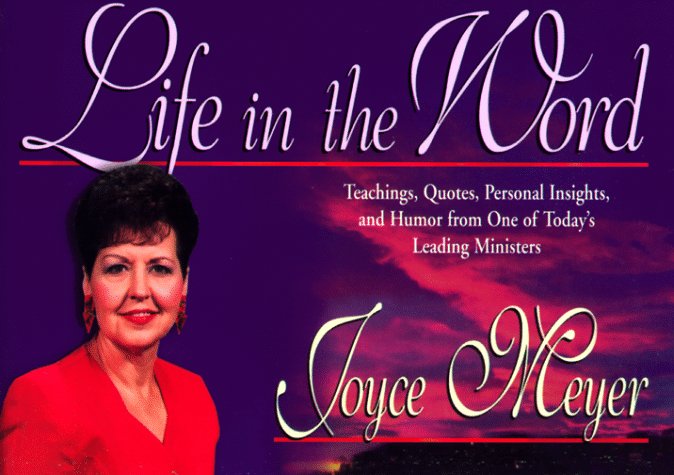 Life in the Word
Teachings, Quotes, Personal Insights,
and Humor from One of Today's
Leading Ministers
Joyce Meyer